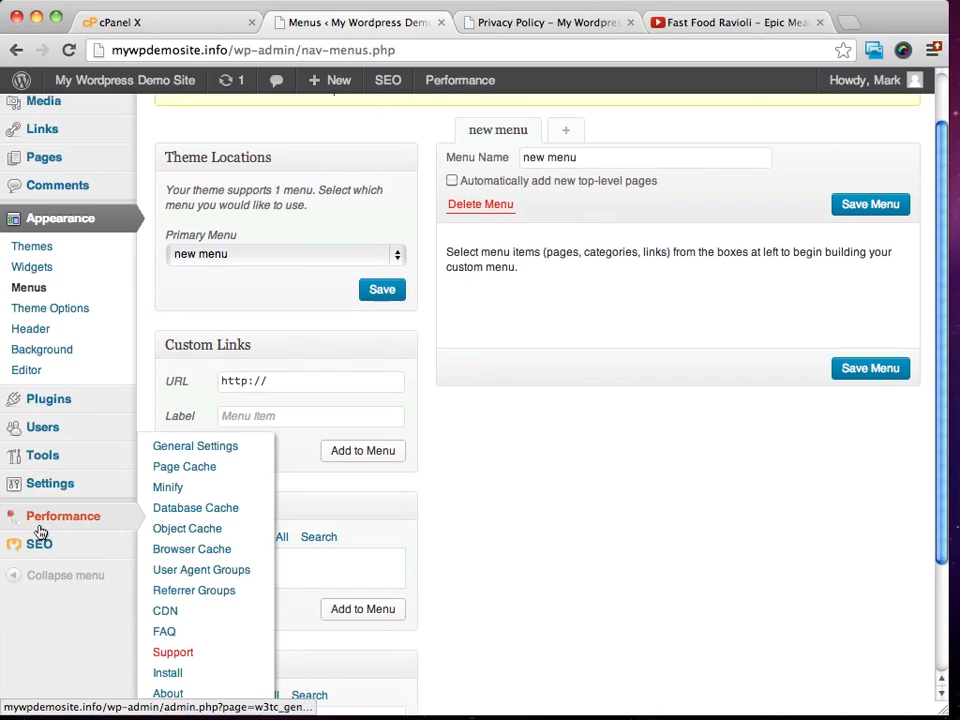 cPanel X
Menus ‹ My Wordpress Dem
Privacy Policy – My Wordpres
Fast Food Ravioli – Epic Mea
mywpdemosite.info/wp-admin/nav-menus.php
My Wordpress Demo Site
1
New
SEO
Performance
Howdy, Mark
Media
Links
Pages
Comments
Appearance
Themes
Widgets
Menus
Theme Options
Header
Background
Editor
Plugins
Users
Tools
Settings
Performance
SEO
Collapse menu
Theme Locations
Your theme supports 1 menu. Select which
menu you would like to use.
Primary Menu
new menu
Save
Custom Links
URL
http://
Label
Menu Item
Add to Menu
General Settings
Page Cache
Minify
Database Cache
Object Cache
Browser Cache
User Agent Groups
Referrer Groups
CDN
FAQ
Support
Install
About
All
Search
Add to Menu
Search
new menu
+
Menu Name
new menu
Automatically add new top-level pages
Delete Menu
Save Menu
Select menu items (pages, categories, links) from the boxes at left to begin building your
custom menu.
Save Menu
mywpdemosite.info/wp-admin/admin.php?page=w3tc_gen...